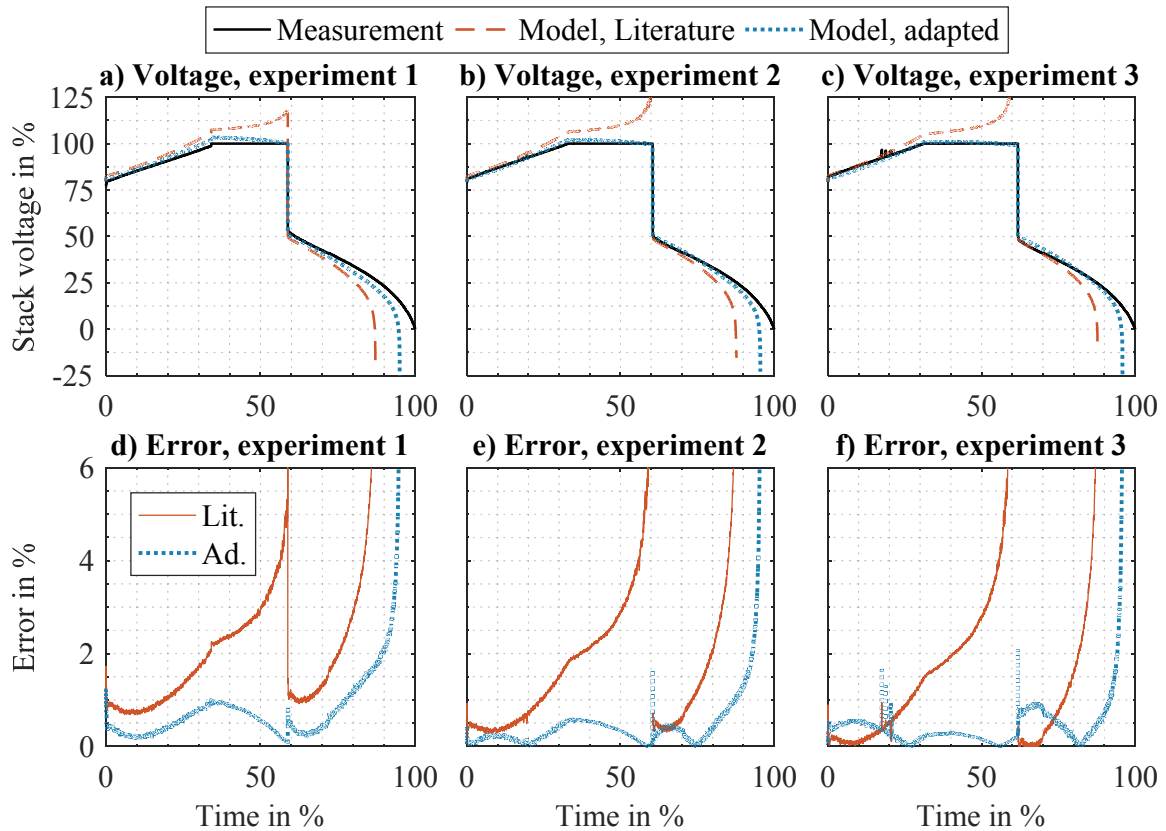 Measurement Model, Literature Model, adapted
a) Voltage, experiment 1 b) Voltage, experiment 2 c) Voltage, experiment 3
Stack voltage in %
125
100
75
50
25
0
-25
0 50 100 0 50 100 0 50 100
d) Error, experiment 1 e) Error, experiment 2 f) Error, experiment 3
Error in %
6
4
2
0
Lit.
Ad.
0 50 100 0 50 100 0 50 100
Time in % Time in % Time in %